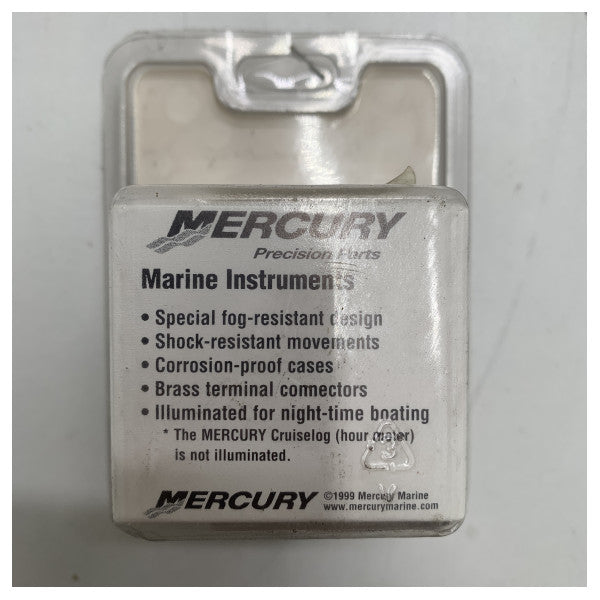 MERCURY
Precision Parts
Marine Instruments
• Special fog-resistant design
• Shock-resistant movements
• Corrosion-proof cases
• Brass terminal connectors
• Illuminated for night-time boating
* The MERCURY Cruiselog (hour meter)
is not illuminated.
3
V
MERCURY ©1999 Mercury Marine
www.mercurymarine.com